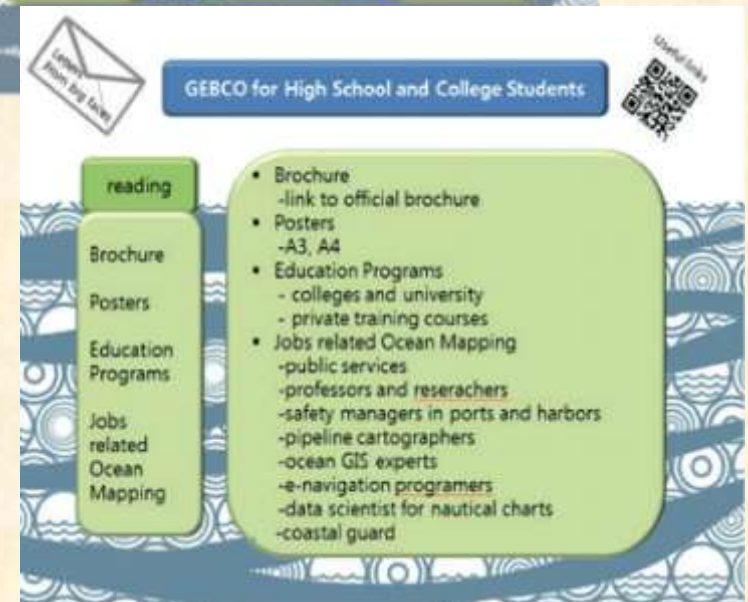 Letters
From big faces
GEBCO for High School and College Students
Useful links
reading
Brochure
Posters
Education
Programs
Jobs
related
Ocean
Mapping
▪ Brochure
-link to official brochure
▪ Posters
-A3, A4
▪ Education Programs
- colleges and university
- private training courses
▪ Jobs related Ocean Mapping
-public services
-professors and reserachers
-safety managers in ports and harbors
-pipeline cartographers
-ocean GIS experts
-e-navigation programers
-data scientist for nautical charts
-coastal guard